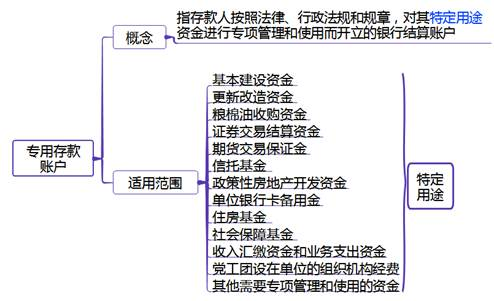 概念
指存款人按照法律、行政法规和规章，对其特定用途
资金进行专项管理和使用而开立的银行结算账户
专用存款
账户
适用范围
基本建设资金
更新改造资金
粮棉油收购资金
证券交易结算资金
期货交易保证金
信托基金
政策性房地产开发资金
单位银行卡备用金
住房基金
社会保障基金
收入汇缴资金和业务支出资金
党工团设在单位的组织机构经费
其他需要专项管理和使用的资金
特定
用途